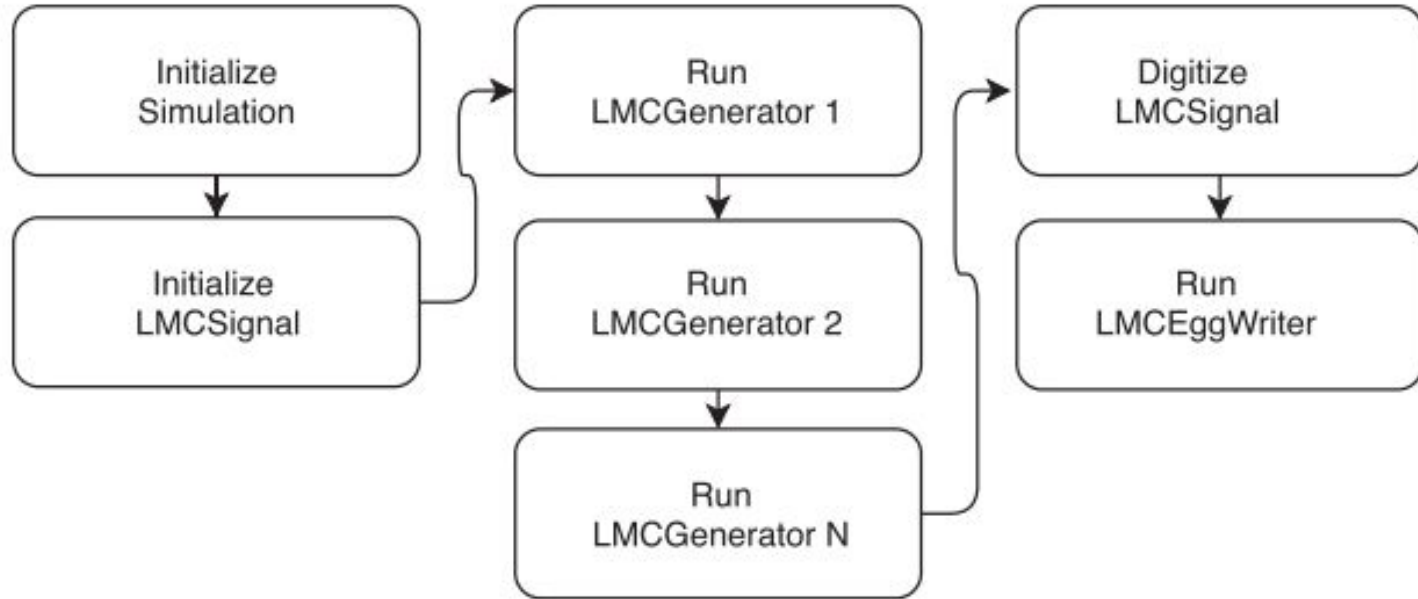 Initialize
Simulation
Initialize
LMCSignal
Run
LMCGenerator 1
Run
LMCGenerator 2
Run
LMCGenerator N
Digitize
LMCSignal
Run
LMCEggWriter